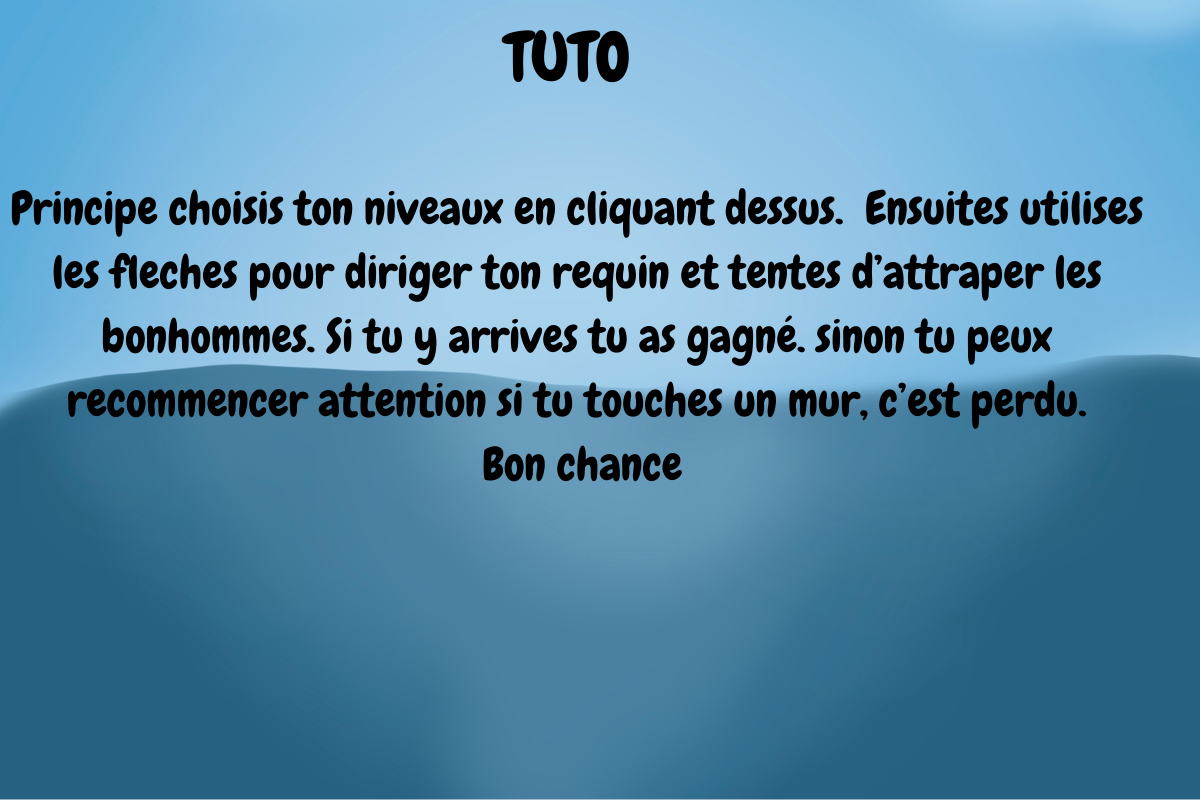 TUTO
Principe choisis ton niveaux en cliquant dessus.  Ensuites utilises
les fleches pour diriger ton requin et tentes d’attraper les
bonhommes. Si tu y arrives tu as gagné. sinon tu peux
recommencer attention si tu touches un mur, c’est perdu.
Bon chance